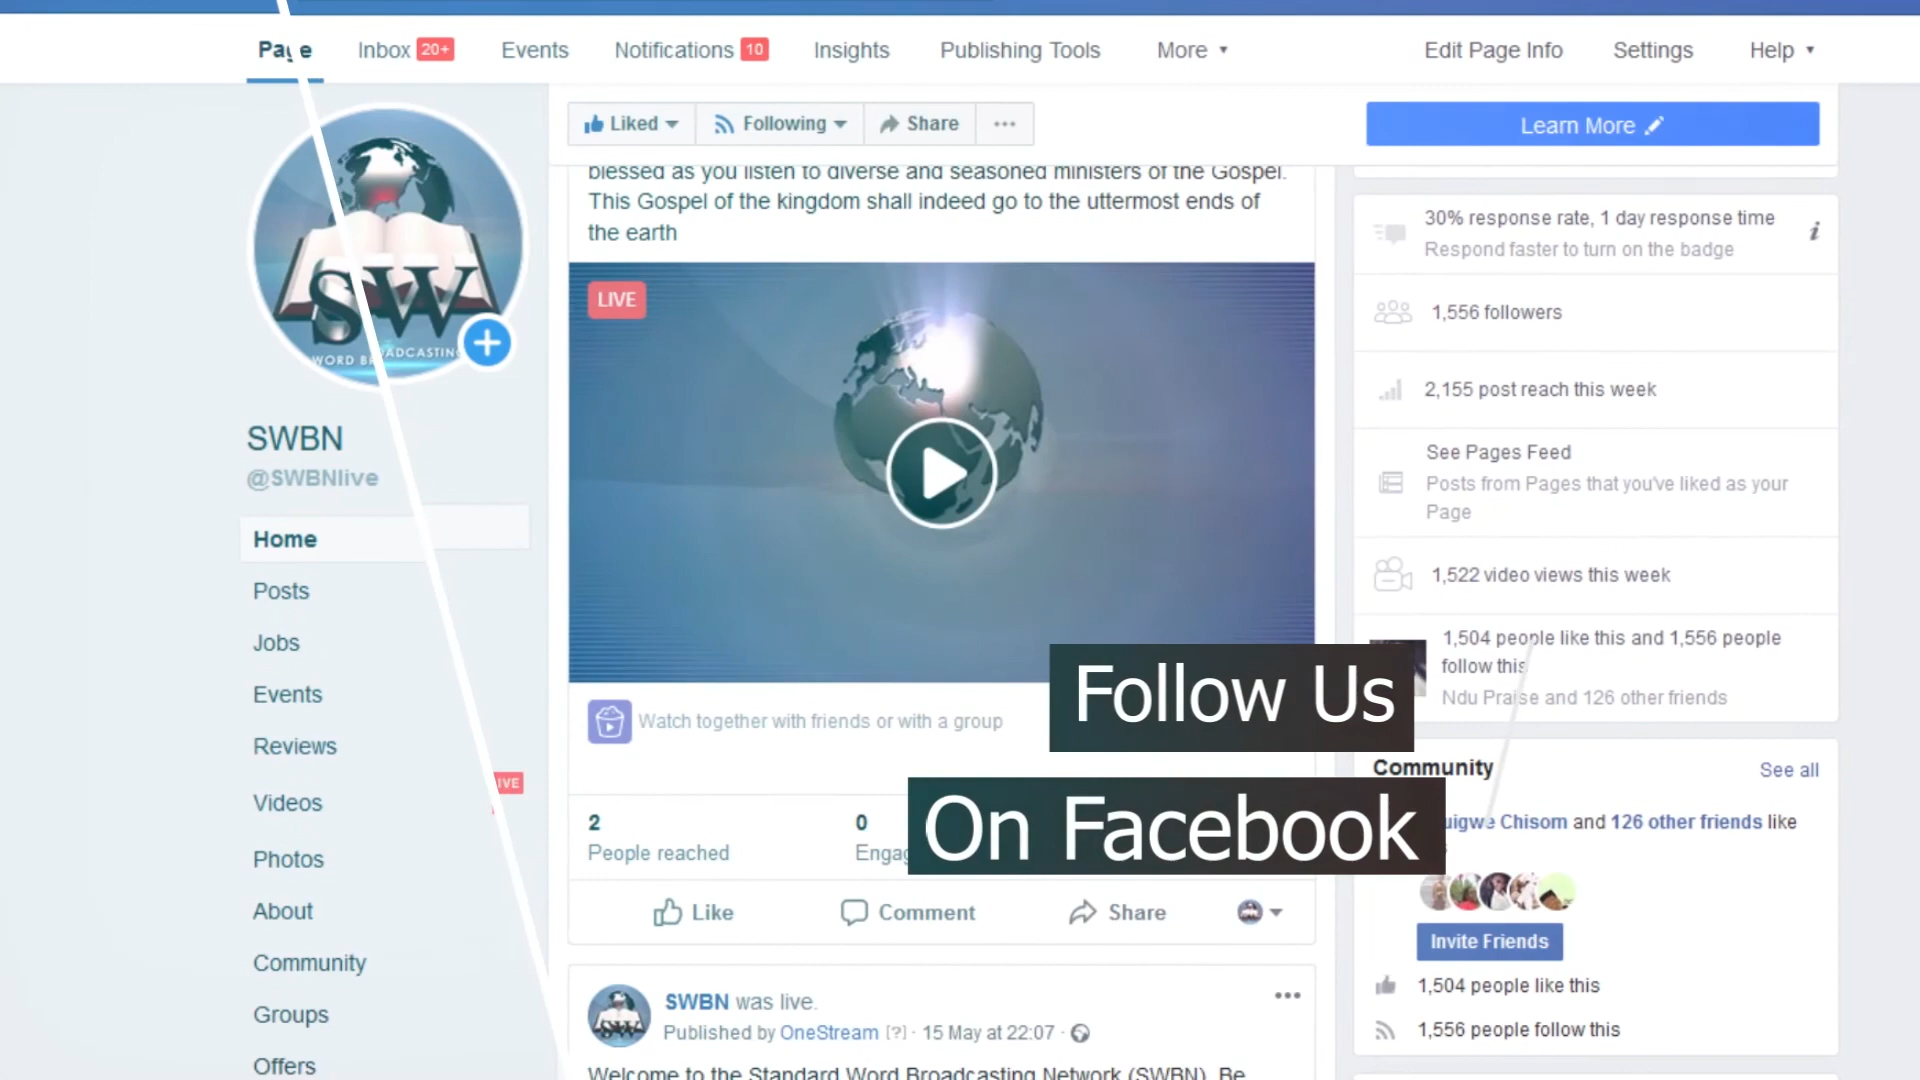 Page
Inbox 20+
Events
Notifications 10
Insights
Publishing Tools
More
Edit Page Info
Settings
Help
SW
WORD BROADCASTING
SWBN
@SWBNlive
Home
Posts
Jobs
Events
Reviews
Videos
Photos
About
Community
Groups
Offers
Liked
Following
Share
Learn More
blessed as you listen to diverse and seasoned ministers of the Gospel.
This Gospel of the kingdom shall indeed go to the uttermost ends of
the earth
LIVE
Watch together with friends or with a group
2
People reached
0
Like
Comment
Share
SWBN was live.
Published by OneStream [?] · 15 May at 22:07 ·
Welcome to the Standard Word Broadcasting Network (SWBN). Be
Follow Us
On Facebook
30% response rate, 1 day response time
Respond faster to turn on the badge
1,556 followers
2,155 post reach this week
See Pages Feed
Posts from Pages that you've liked as your
Page
1,522 video views this week
1,504 people like this and 1,556 people
follow this
Ndu Praise and 126 other friends
Community
See all
Chisom and 126 other friends like
Invite Friends
1,504 people like this
1,556 people follow this